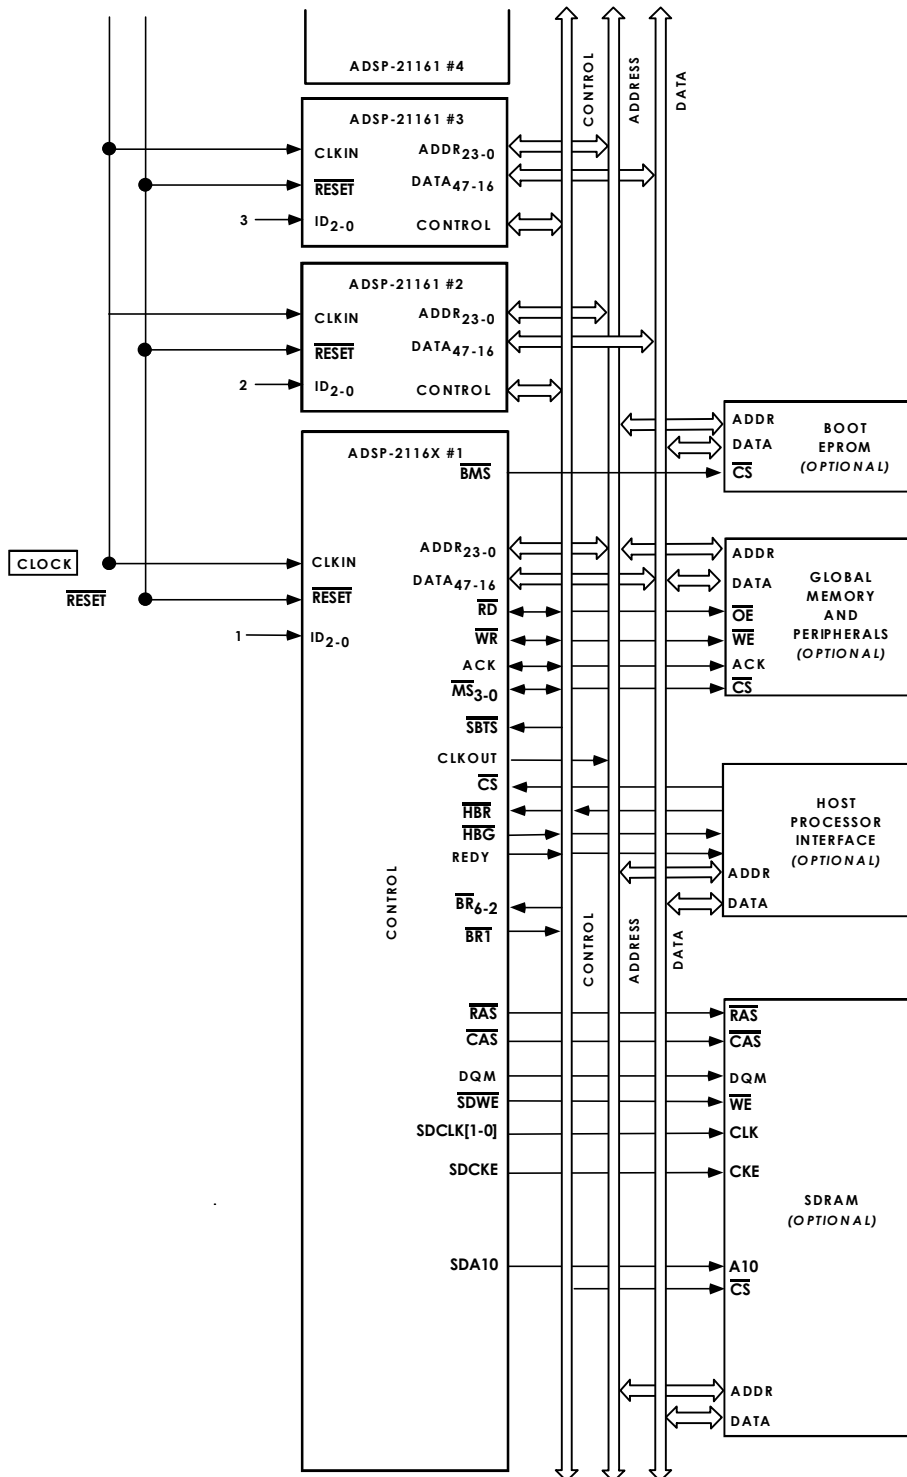 ADSP-21161 #4
CONTROL
ADDRESS
DATA
ADSP-21161 #3
CLKIN
ADDR23-0
RESET
DATA47-16
3
ID2-0
CONTROL
ADSP-21161 #2
CLKIN
ADDR23-0
RESET
DATA47-16
2
ID2-0
CONTROL
ADSP-2116X #1
BMS
ADDR
DATA
CS
BOOT
EPROM
(OPTIONAL)
CLOCK
CLKIN
RESET
RESET
1
ID2-0
ADDR23-0
DATA47-16
RD
WR
ACK
MS3-0
SBTS
CLKOUT
CS
HBR
HBG
REDY
BR6-2
BR1
CONTROL
ADDR
DATA
OE
WE
ACK
CS
GLOBAL
MEMORY
AND
PERIPHERALS
(OPTIONAL)
HOST
PROCESSOR
INTERFACE
(OPTIONAL)
ADDR
DATA
CONTROL
ADDRESS
DATA
RAS
CAS
DQM
SDWE
SDCLK[1-0]
SDCKE
SDA10
RAS
CAS
DQM
WE
CLK
CKE
A10
CS
SDRAM
(OPTIONAL)
ADDR
DATA